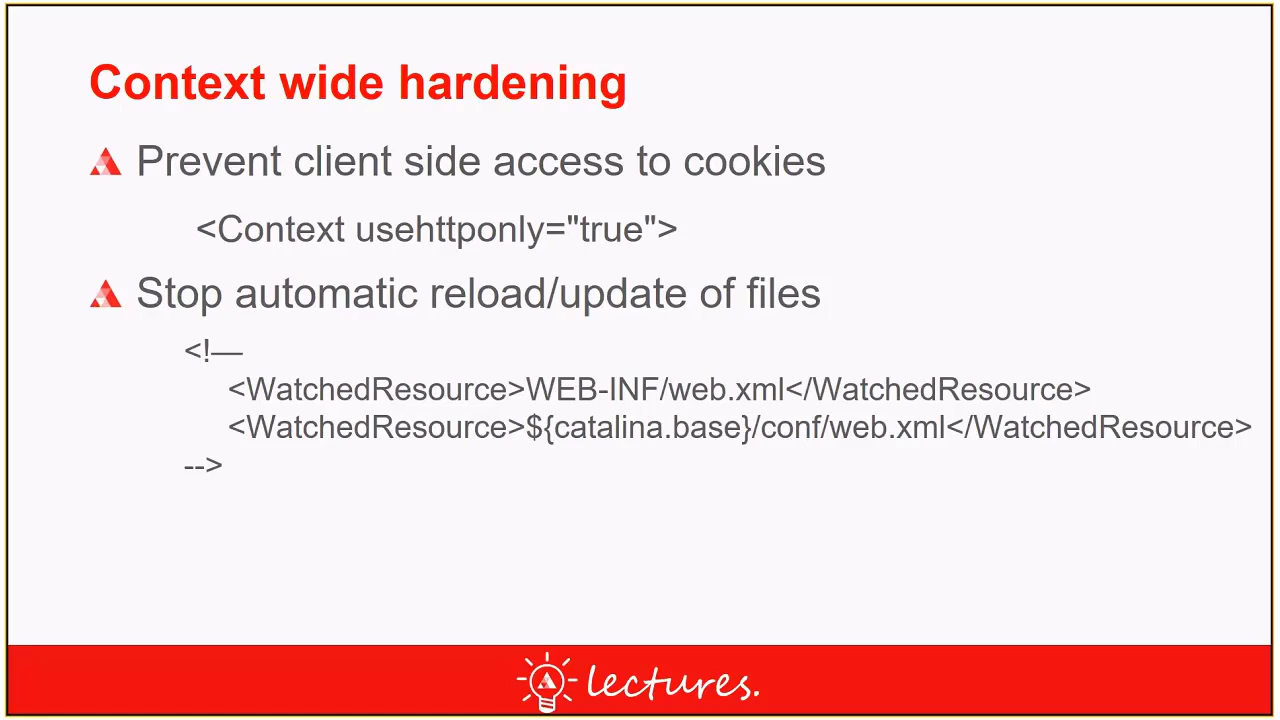 Context wide hardening
Prevent client side access to cookies
<Context usehttponly="true">
Stop automatic reload/update of files
<!—
<WatchedResource>WEB-INF/web.xml</WatchedResource>
<WatchedResource>${catalina.base}/conf/web.xml</WatchedResource>
-->
lectures.